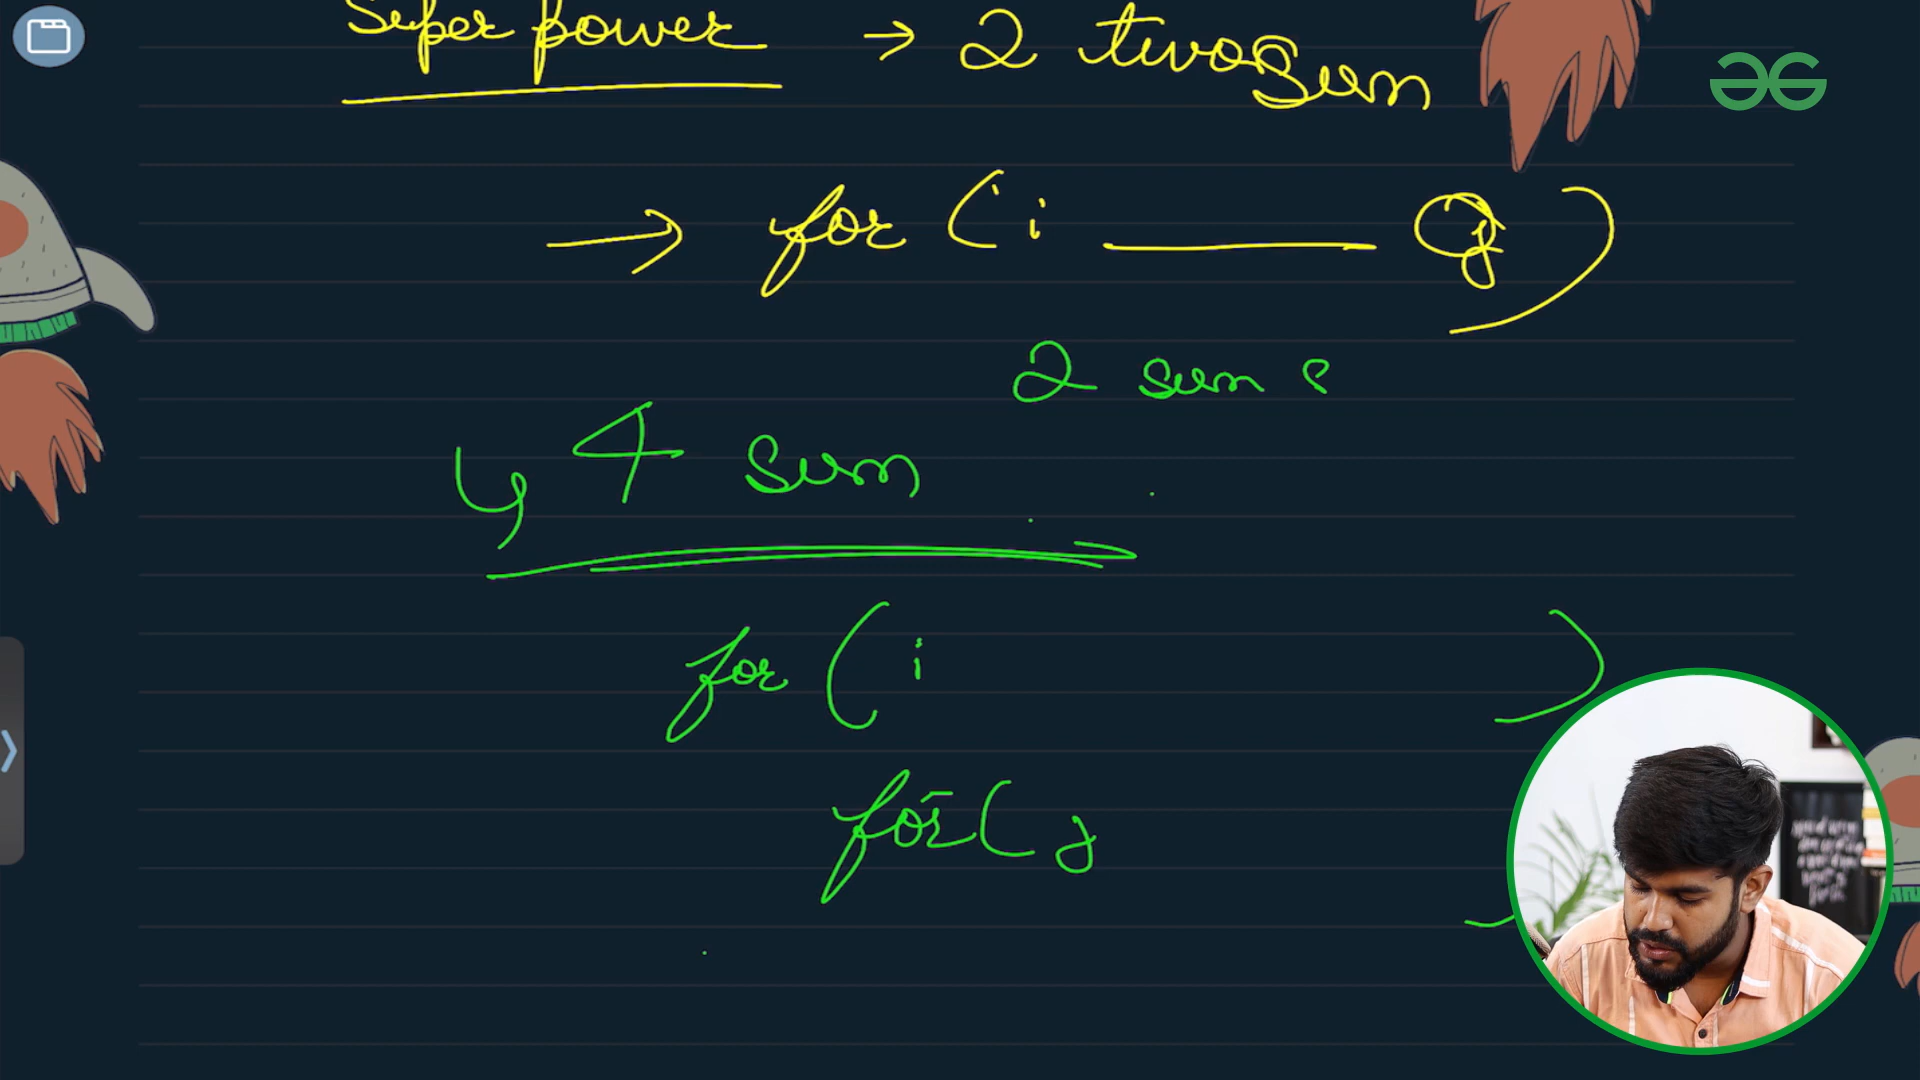 Super power → 2 twoSum
→ for (i ——— g)
2 sum
4 sum
for (i )
for (j